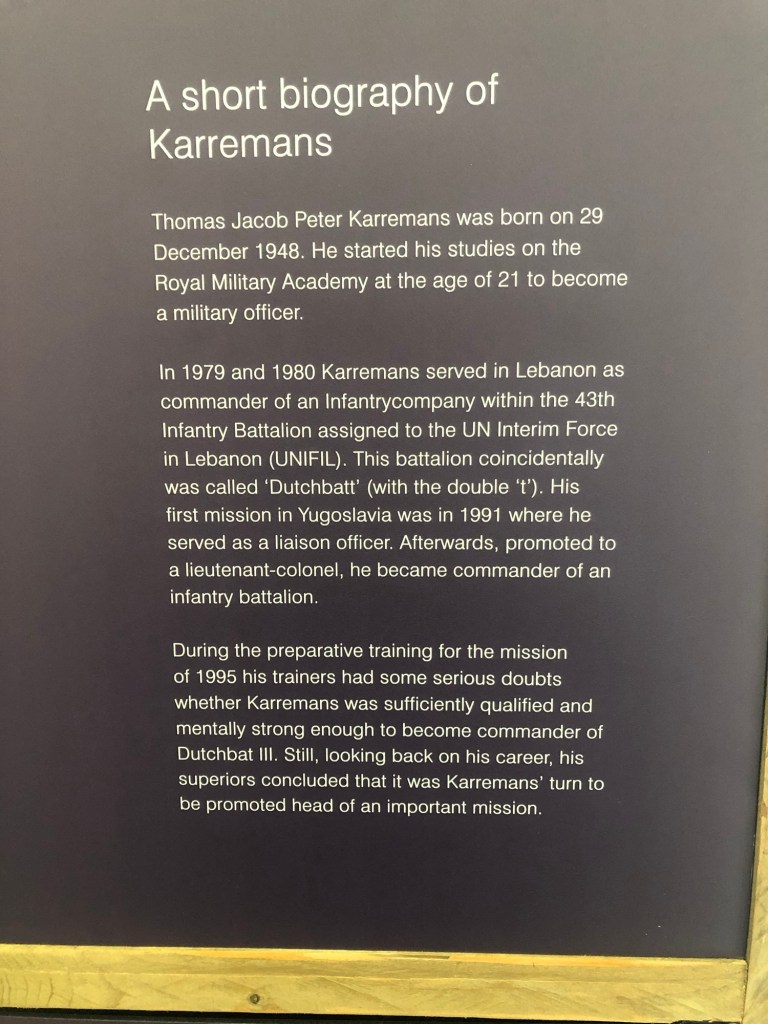 A short biography of
Karremans
Thomas Jacob Peter Karremans was born on 29
December 1948. He started his studies on the
Royal Military Academy at the age of 21 to become
a military officer.
In 1979 and 1980 Karremans served in Lebanon as
commander of an Infantrycompany within the 43th
Infantry Battalion assigned to the UN Interim Force
in Lebanon (UNIFIL). This battalion coincidentally
was called ‘Dutchbatt’ (with the double ‘t’). His
first mission in Yugoslavia was in 1991 where he
served as a liaison officer. Afterwards, promoted to
a lieutenant-colonel, he became commander of an
infantry battalion.
During the preparative training for the mission
of 1995 his trainers had some serious doubts
whether Karremans was sufficiently qualified and
mentally strong enough to become commander of
Dutchbat III. Still, looking back on his career, his
superiors concluded that it was Karremans’ turn to
be promoted head of an important mission.